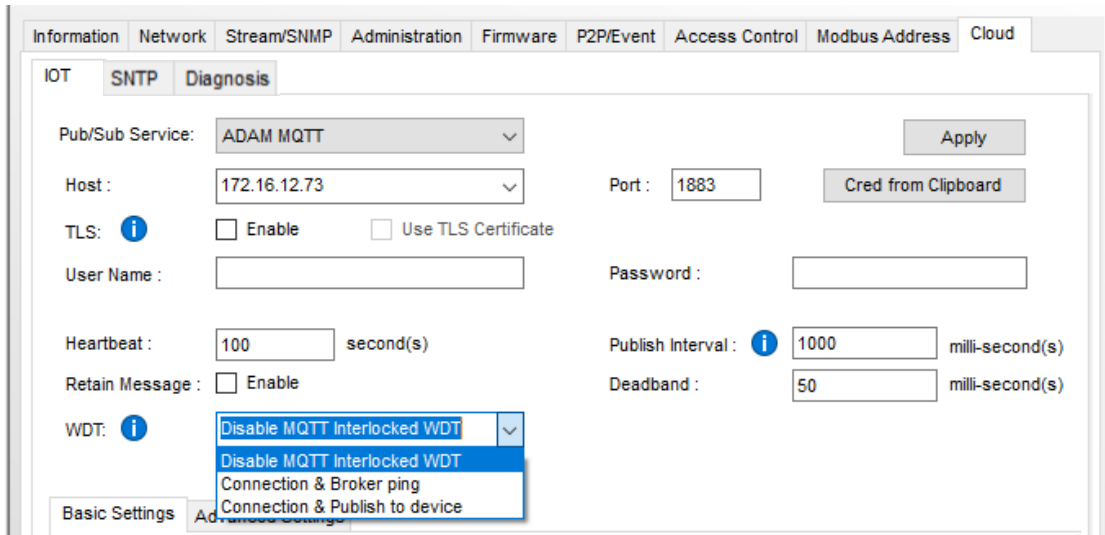 Information Network Stream/SNMP Administration Firmware P2P/Event Access Control Modbus Address Cloud
IOT SNTP Diagnosis
Pub/Sub Service: ADAM MQTT Apply
Host : 172.16.12.73 Port : 1883 Cred from Clipboard
TLS: i Enable Use TLS Certificate
User Name : Password :
Heartbeat : 100 second(s) Publish Interval : i 1000 milli-second(s)
Retain Message : Enable Deadband : 50 milli-second(s)
WDT: i Disable MQTT Interlocked WDT
Disable MQTT Interlocked WDT
Connection & Broker ping
Connection & Publish to device
Basic Settings